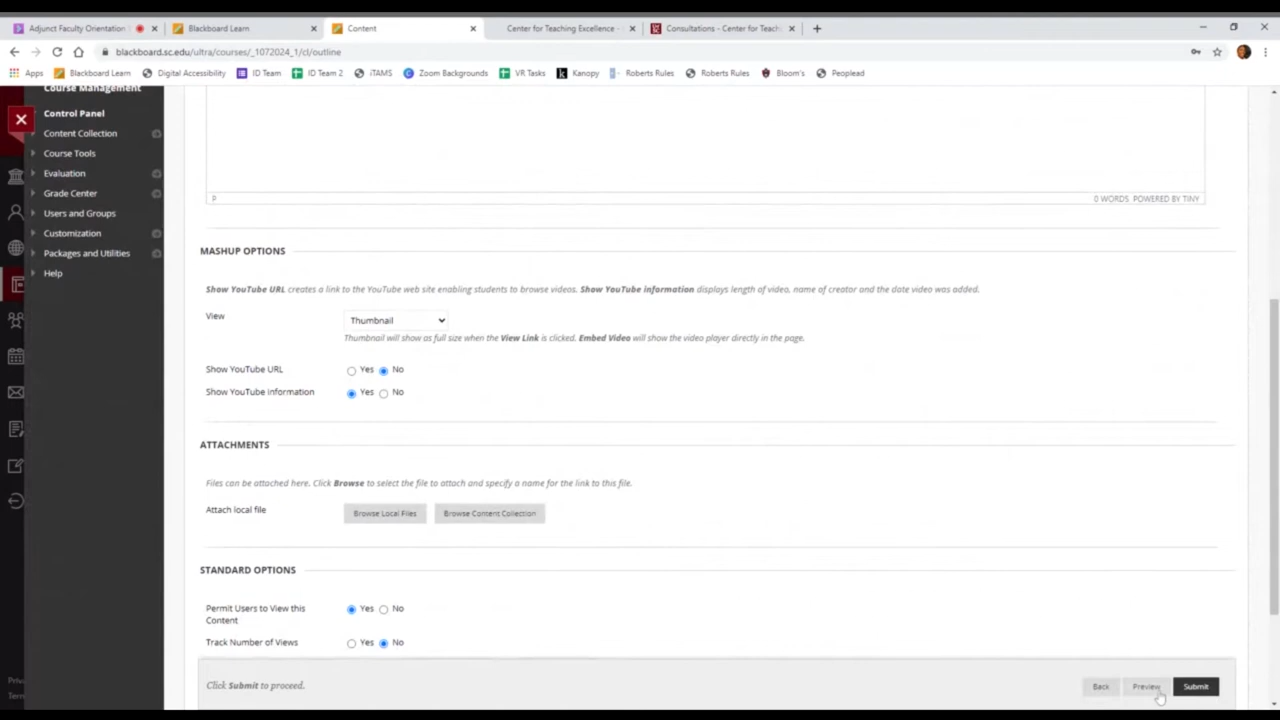 Adjunct Faculty Orientation
Blackboard Learn
Content
Center for Teaching Excellence -
Consultations - Center for Teach
blackboard.sc.edu/ultra/courses/_1072024_1/cl/outline
Apps
Blackboard Learn
Digital Accessibility
ID Team
ID Team 2
iTAMS
Zoom Backgrounds
VR Tasks
Kanopy
Roberts Rules
Roberts Rules
Bloom's
Peoplead
Course Management
Control Panel
Content Collection
Course Tools
Evaluation
Grade Center
Users and Groups
Customization
Packages and Utilities
Help
Priv
Term
P
0 WORDS POWERED BY TINY
MASHUP OPTIONS
Show YouTube URL creates a link to the YouTube web site enabling students to browse videos. Show YouTube information displays length of video, name of creator and the date video was added.
View
Thumbnail
Thumbnail will show as full size when the View Link is clicked. Embed Video will show the video player directly in the page.
Show YouTube URL Yes No
Show YouTube information Yes No
ATTACHMENTS
Files can be attached here. Click Browse to select the file to attach and specify a name for the link to this file.
Attach local file
Browse Local Files
Browse Content Collection
STANDARD OPTIONS
Permit Users to View this Yes No
Content
Track Number of Views Yes No
Click Submit to proceed.
Back
Preview
Submit